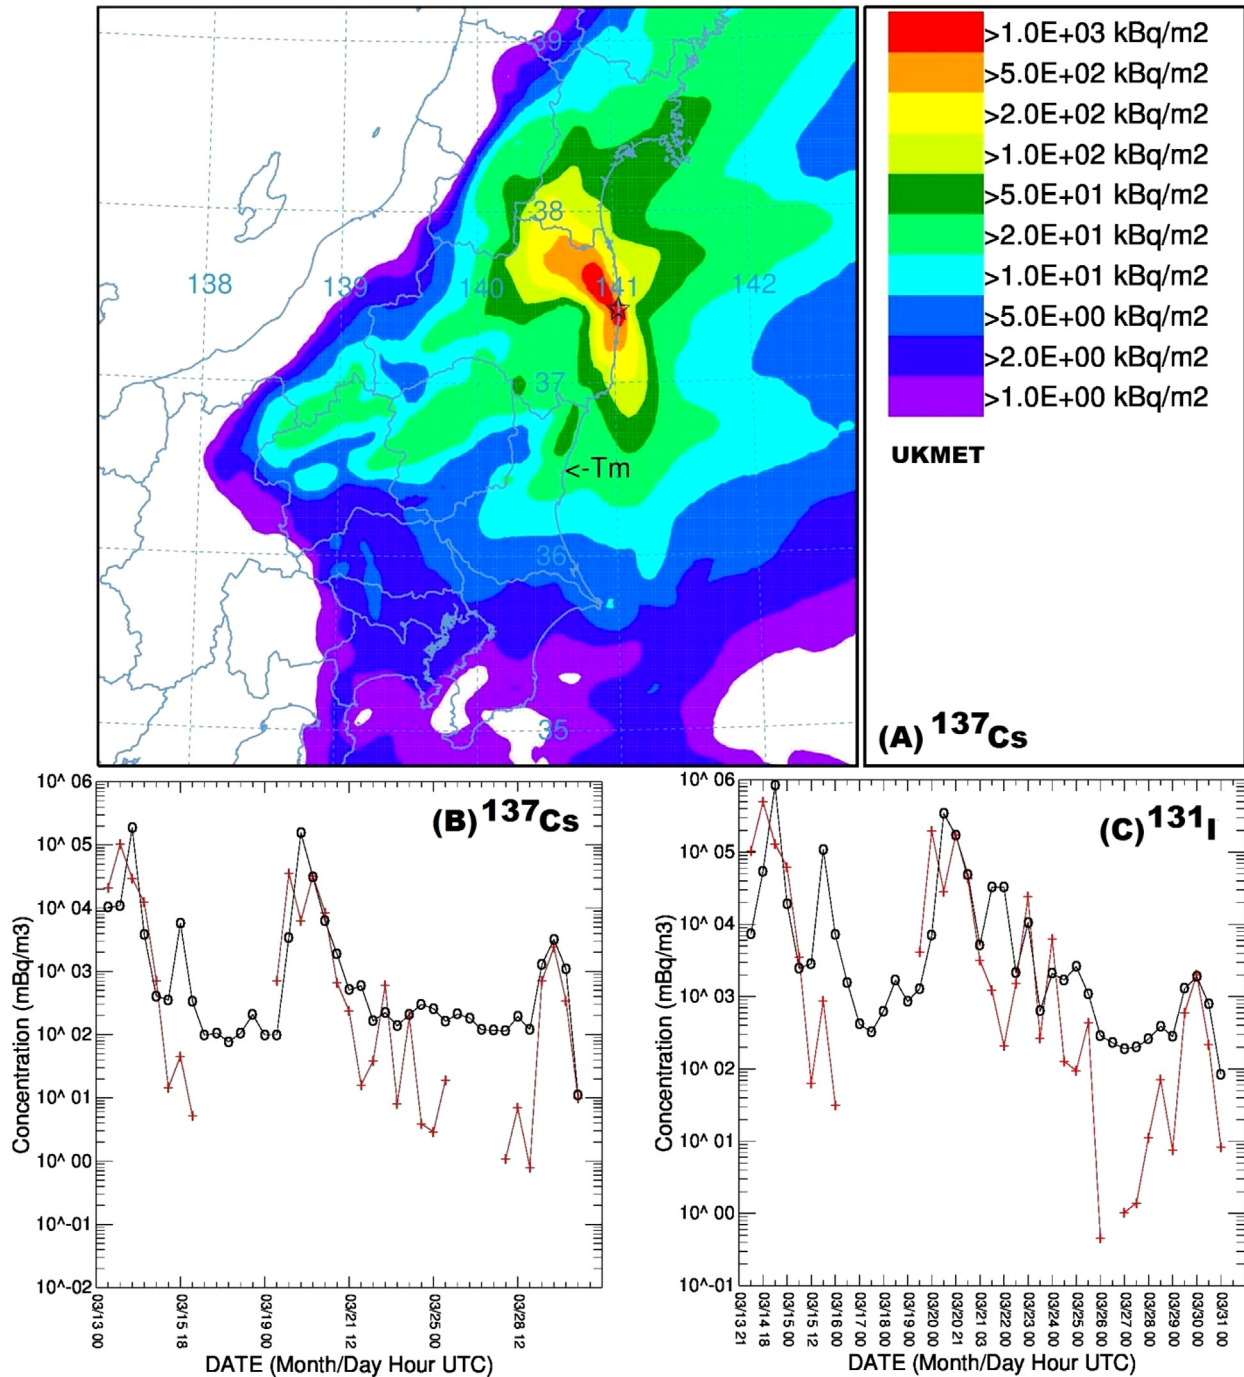 39
38
138
139
140
141
142
37
<-Tm
36
35
>1.0E+03 kBq/m2
>5.0E+02 kBq/m2
>2.0E+02 kBq/m2
>1.0E+02 kBq/m2
>5.0E+01 kBq/m2
>2.0E+01 kBq/m2
>1.0E+01 kBq/m2
>5.0E+00 kBq/m2
>2.0E+00 kBq/m2
>1.0E+00 kBq/m2
UKMET
(A) 137Cs
(B) 137Cs
Concentration (mBq/m3)
10^ 06
10^ 05
10^ 04
10^ 03
10^ 02
10^ 01
10^ 00
10^-01
10^-02
03/13 00
03/15 18
03/19 00
03/21 12
03/25 00
03/28 12
DATE (Month/Day Hour UTC)
(C) 131I
Concentration (mBq/m3)
10^ 06
10^ 05
10^ 04
10^ 03
10^ 02
10^ 01
10^ 00
10^-01
03/13 21
03/14 18
03/15 00
03/15 12
03/16 00
03/17 00
03/18 00
03/19 00
03/20 00
03/20 21
03/21 03
03/22 00
03/23 00
03/24 00
03/25 00
03/26 00
03/27 00
03/28 00
03/29 00
03/30 00
03/31 00
DATE (Month/Day Hour UTC)